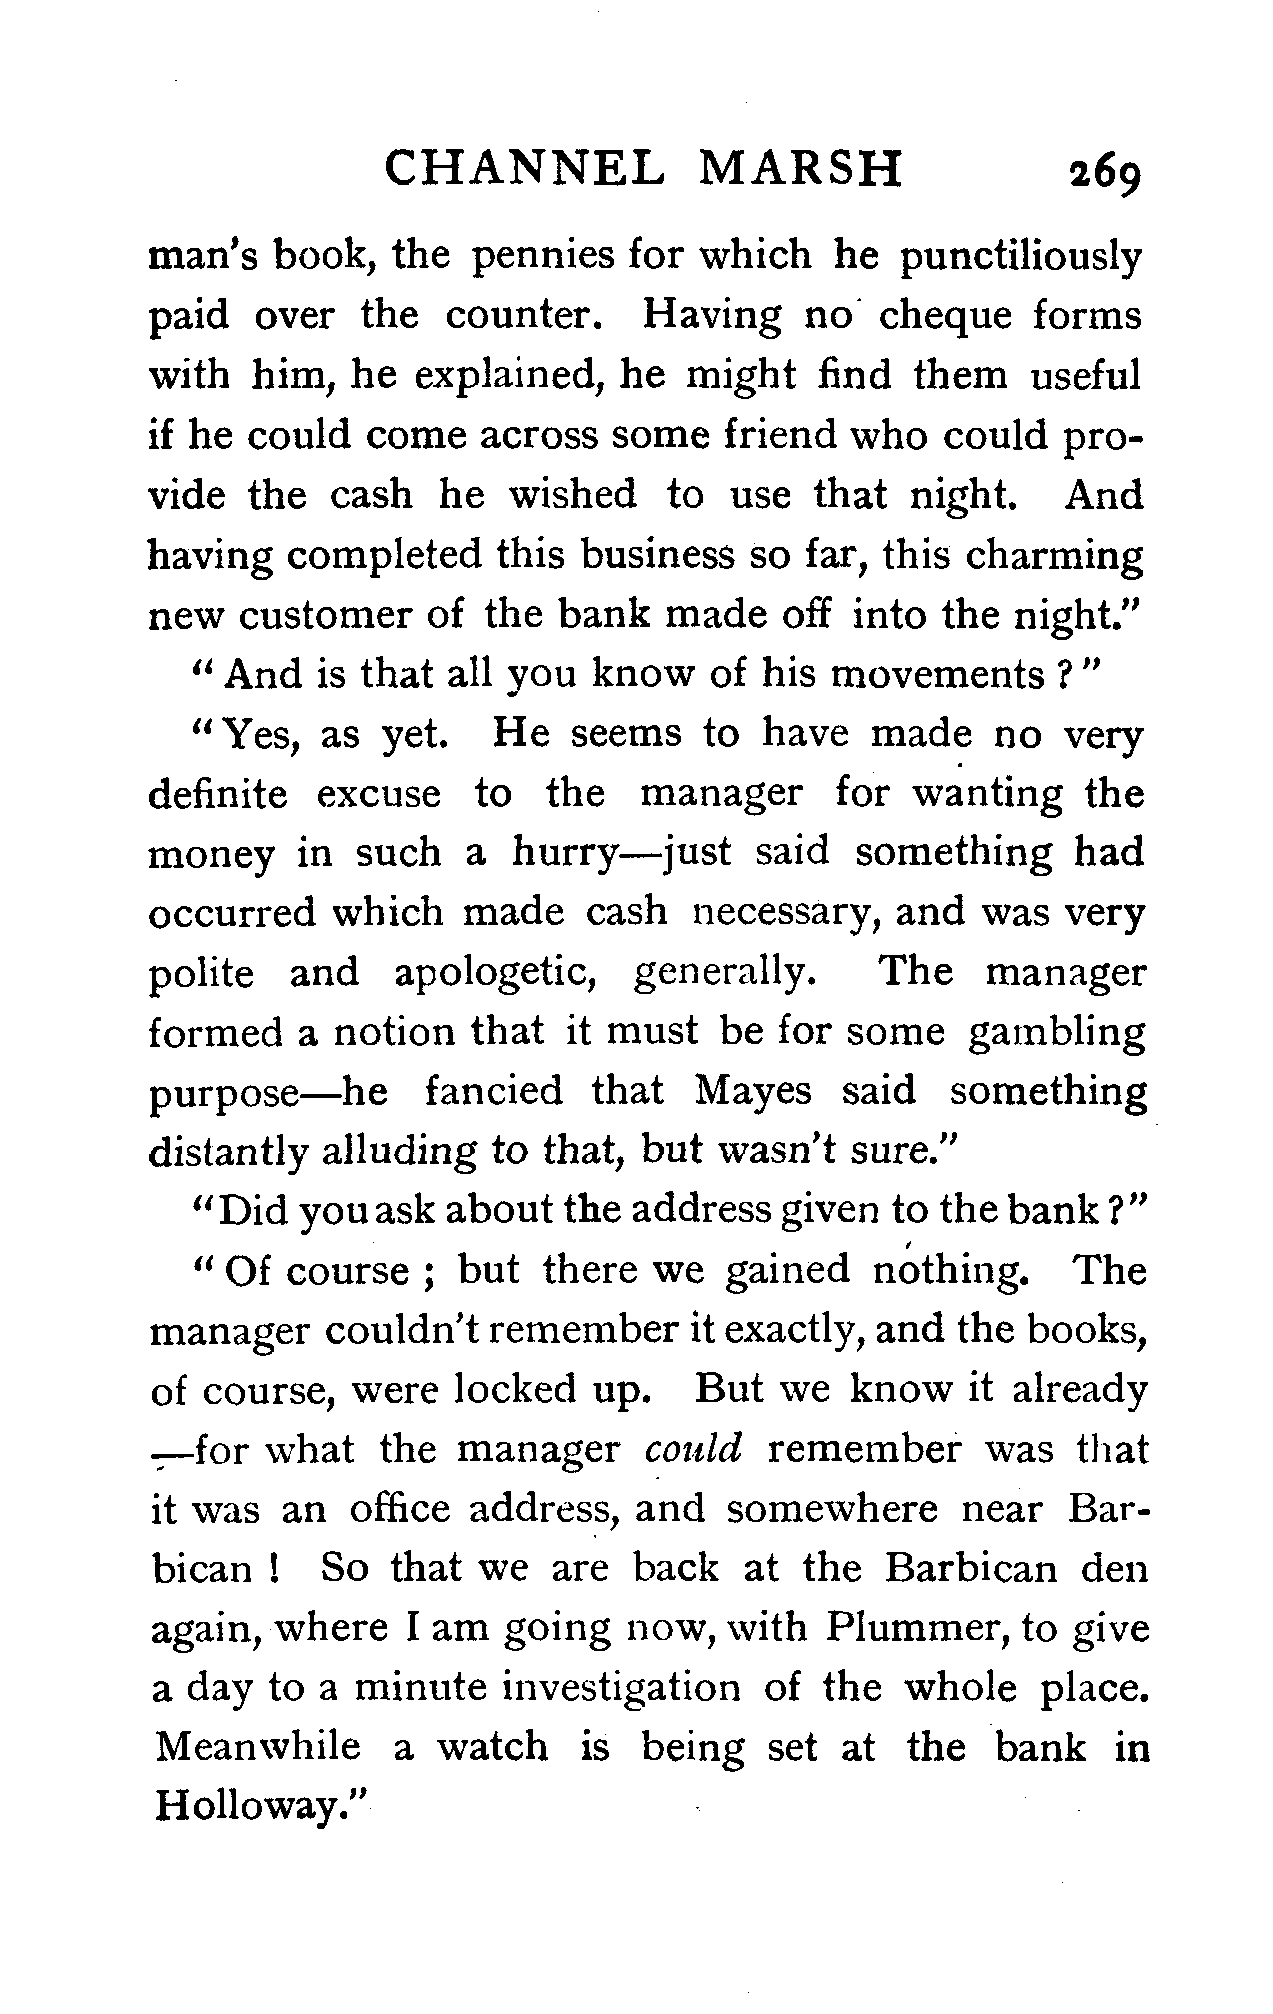 CHANNEL MARSH 269
man's book, the pennies for which he punctiliously
paid over the counter. Having no cheque forms
with him, he explained, he might find them useful
if he could come across some friend who could pro-
vide the cash he wished to use that night. And
having completed this business so far, this charming
new customer of the bank made off into the night."
"And is that all you know of his movements?"
"Yes, as yet. He seems to have made no very
definite excuse to the manager for wanting the
money in such a hurry—just said something had
occurred which made cash necessary, and was very
polite and apologetic, generally. The manager
formed a notion that it must be for some gambling
purpose—he fancied that Mayes said something
distantly alluding to that, but wasn't sure."
"Did you ask about the address given to the bank?"
"Of course; but there we gained nothing. The
manager couldn't remember it exactly, and the books,
of course, were locked up. But we know it already
—for what the manager could remember was that
it was an office address, and somewhere near Bar-
bican! So that we are back at the Barbican den
again, where I am going now, with Plummer, to give
a day to a minute investigation of the whole place.
Meanwhile a watch is being set at the bank in
Holloway."